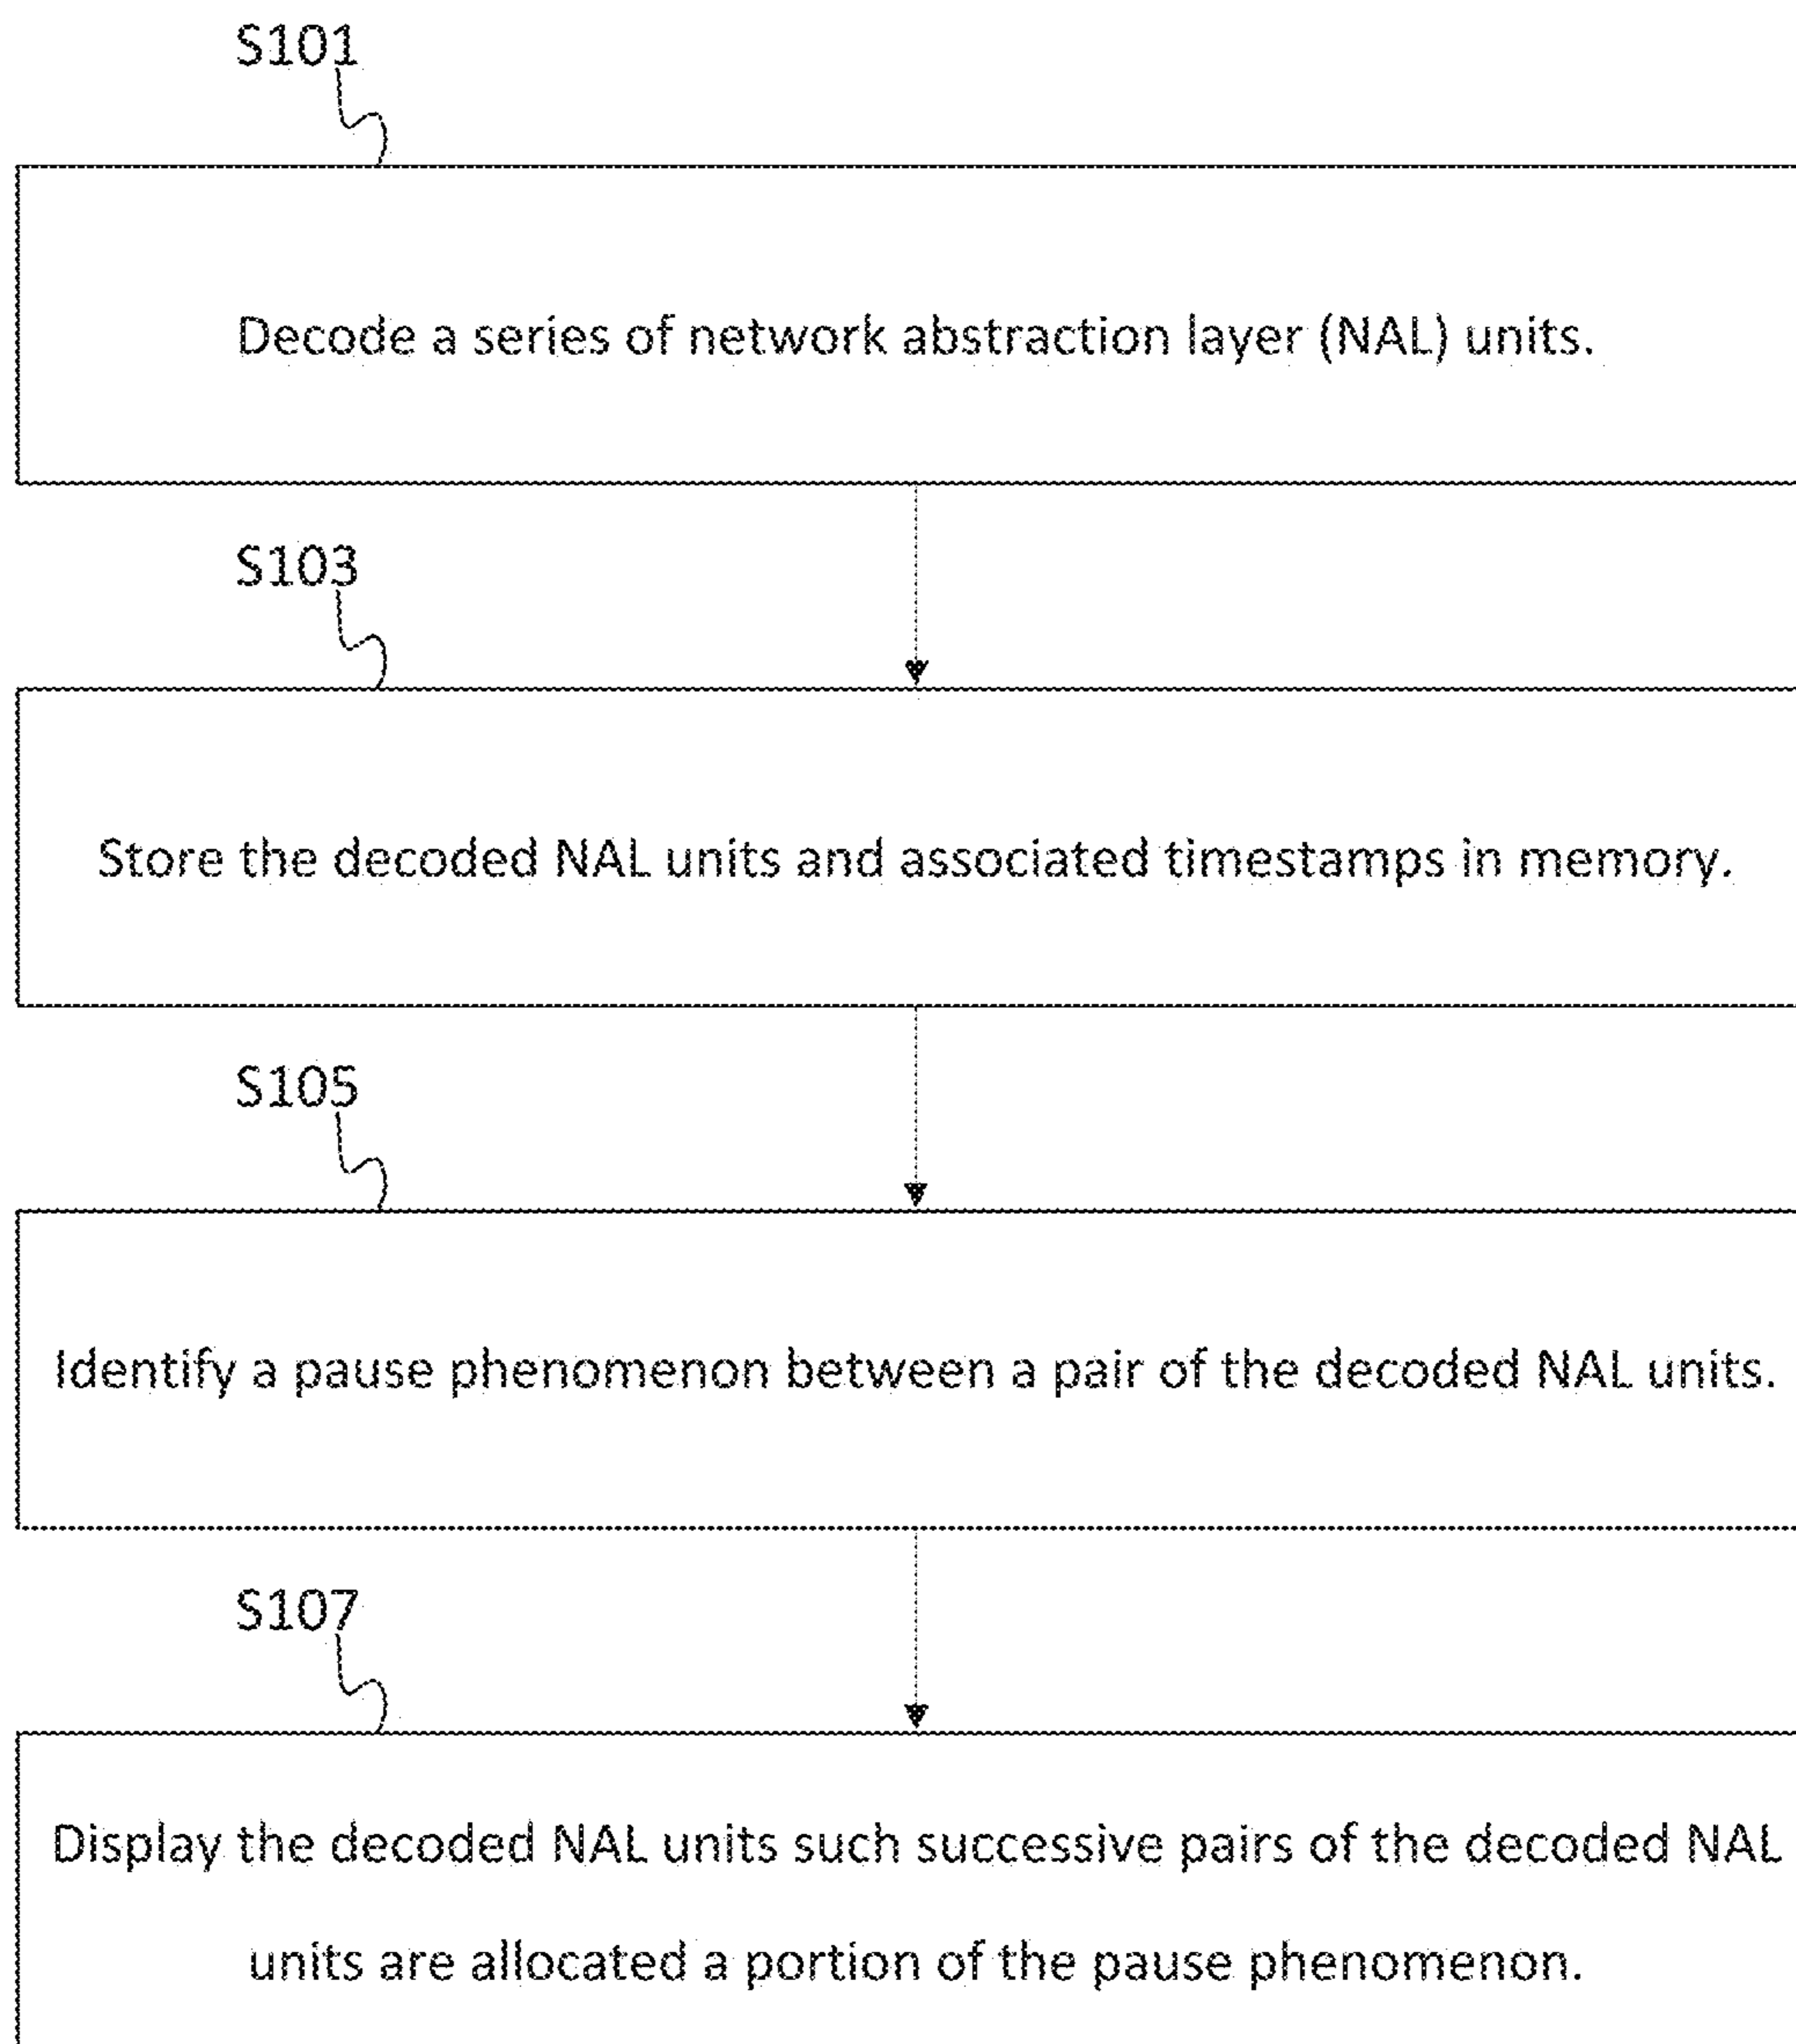 S101
Decode a series of network abstraction layer (NAL) units.
S103
Store the decoded NAL units and associated timestamps in memory.
S105
Identify a pause phenomenon between a pair of the decoded NAL units.
S107
Display the decoded NAL units such successive pairs of the decoded NAL
units are allocated a portion of the pause phenomenon.